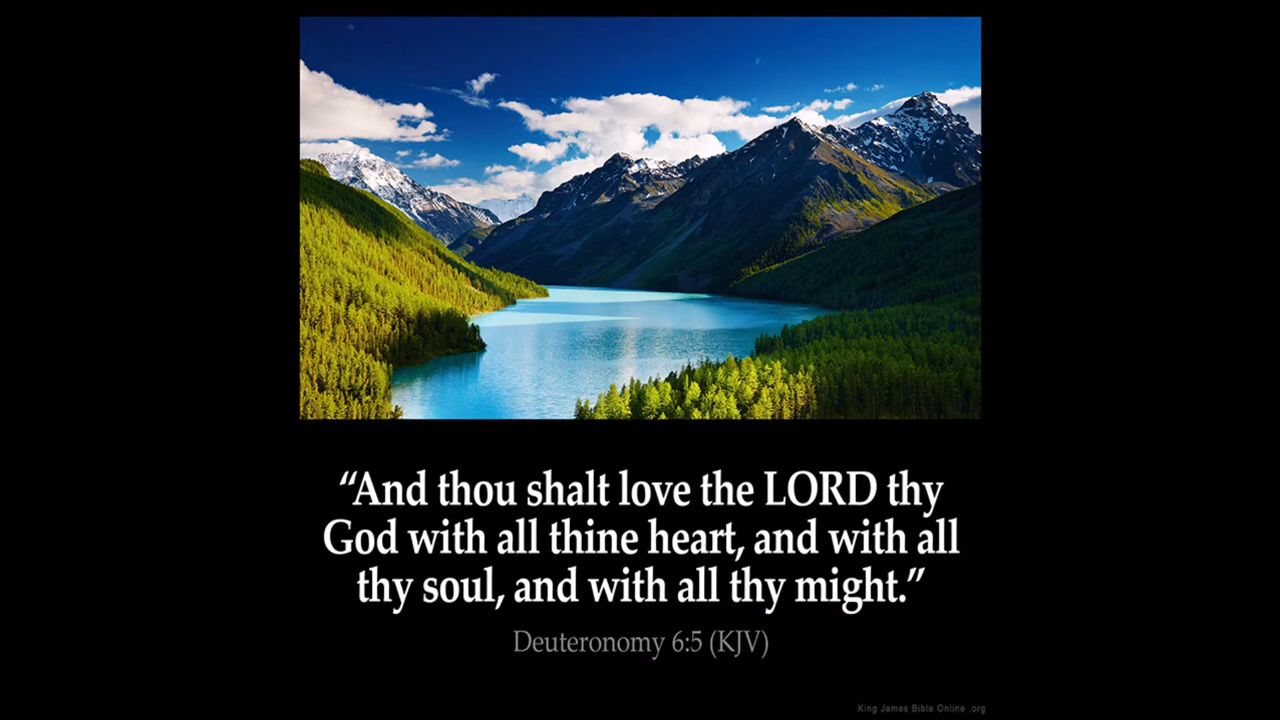 “And thou shalt love the LORD thy
God with all thine heart, and with all
thy soul, and with all thy might.”
Deuteronomy 6:5 (KJV)
King James Bible Online .org